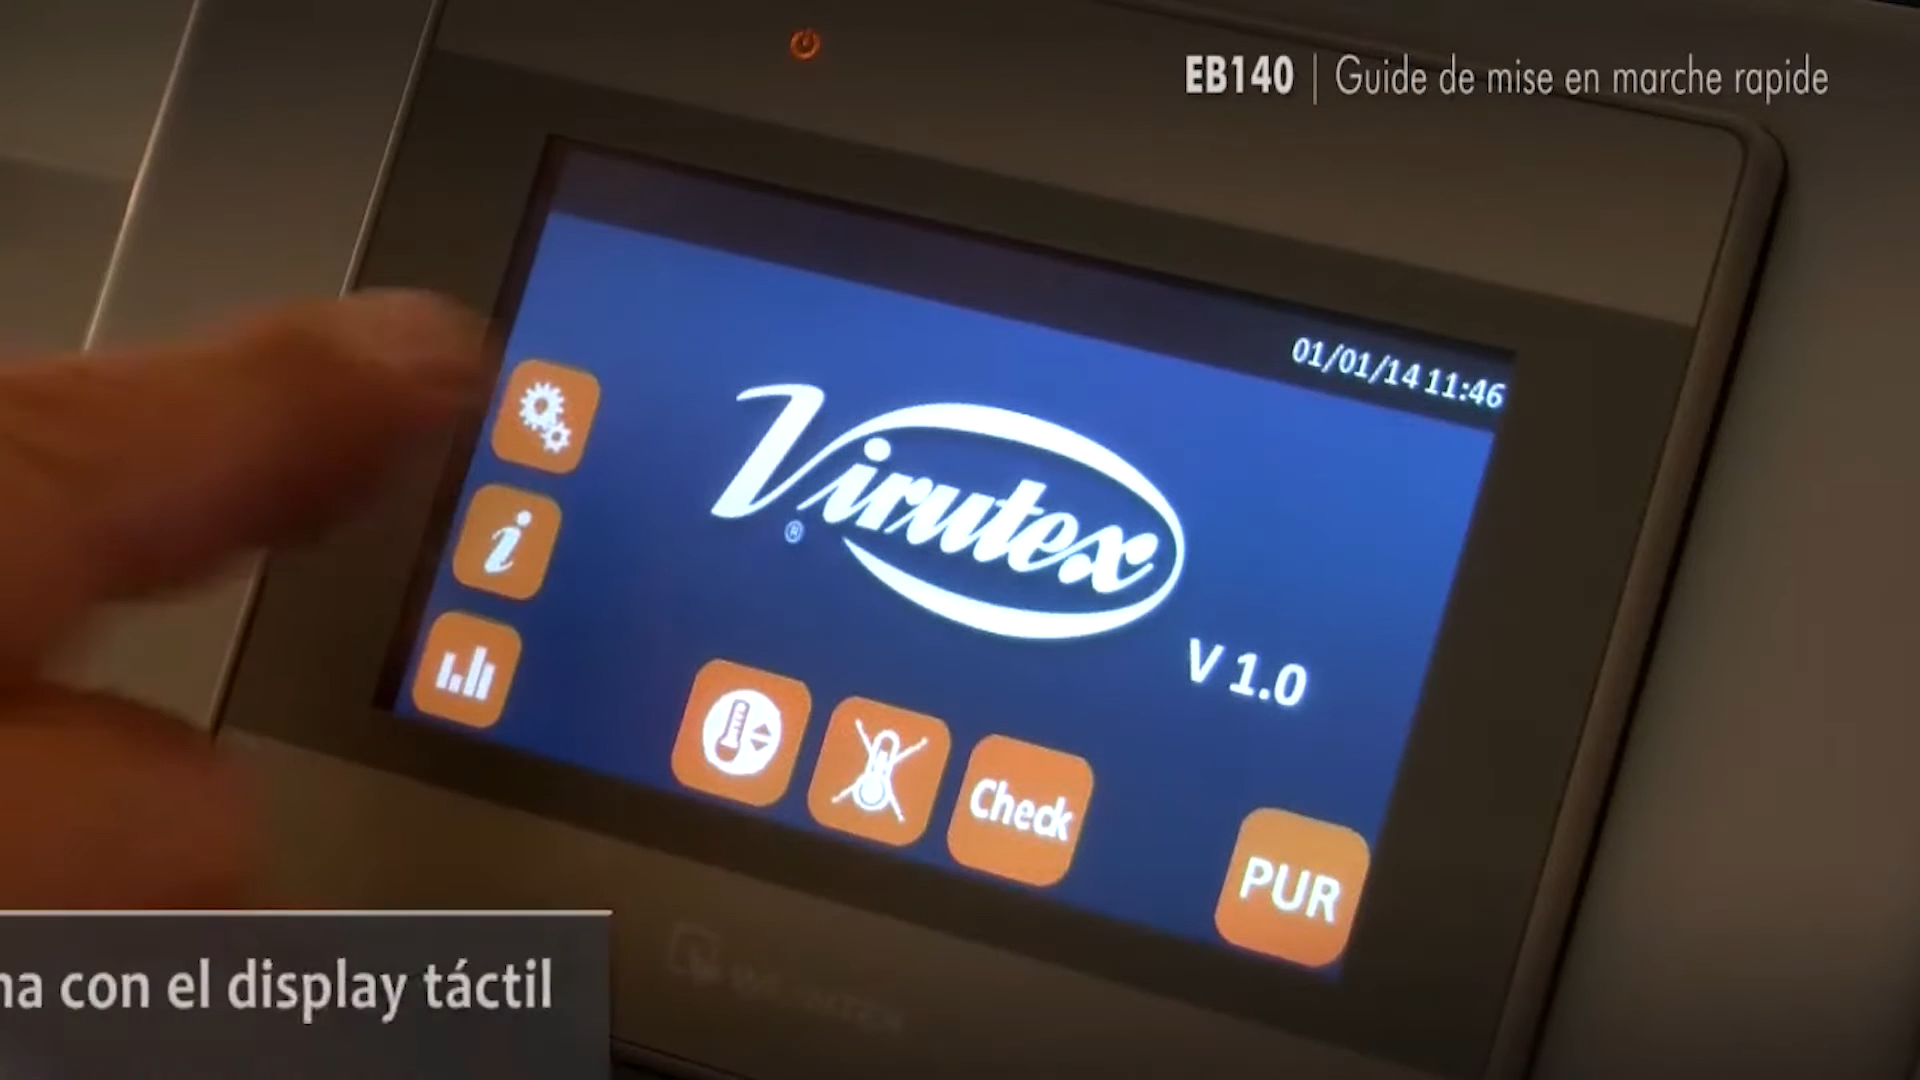 EB140 | Guide de mise en marche rapide
01/01/14 11:46
Virutex
®
V 1.0
i
Check
PUR
na con el display táctil